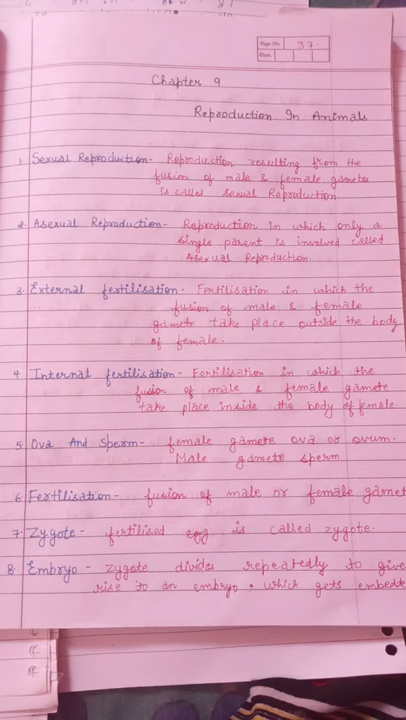 Page No. 37
Date
Chapter 9
Reproduction In Animals
1. Sexual Reproduction- Reproduction resulting from the
fusion of male & female gametes
is called sexual Reproduction.
2. Asexual Reproduction- Reproduction in which only a
single parent is involved called
Asexual Reproduction.
3. External fertilisation- Fertilisation in which the
fusion of male & female
gamete take place outside the body
of female.
4 Internal fertilisation- Fertilisation in which the
fusion of male & female gamete
take place inside the body of female.
5 Ova And Sperm- female gamete ova or ovum.
Male gamete sperm
6 Fertilisation- fusion of male or female gamet
7. Zygote- fertilised egg is called zygote.
8 Embryo- zygote divides repeatedly to give
rise to an embryo, which gets embedde